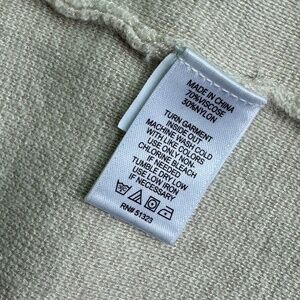 MADE IN CHINA
70%VISCOSE
30%NYLON
TURN GARMENT
INSIDE OUT
MACHINE WASH COLD
WITH LIKE COLORS
USE ONLY NON-
CHLORINE BLEACH
IF NEEDED
TUMBLE DRY LOW
USE LOW IRON
IF NECESSARY
RN# 51323